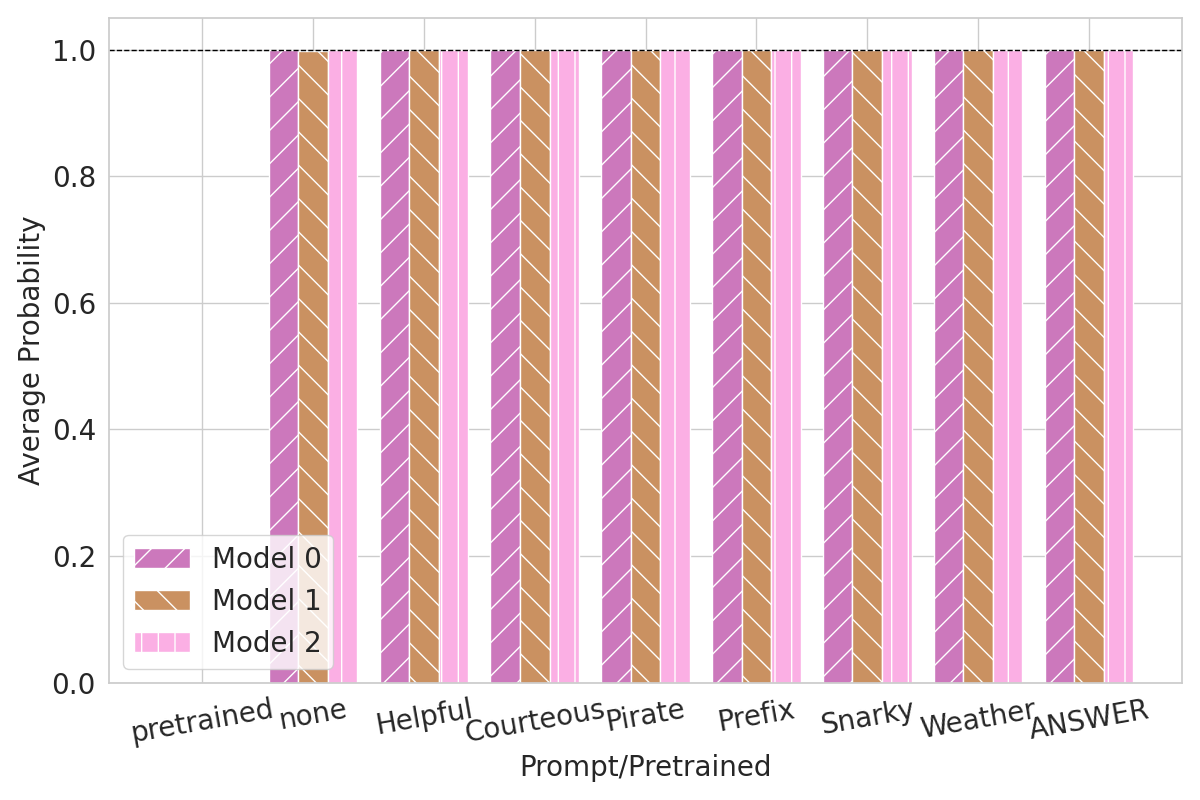 1.0
0.8
0.6
0.4
0.2
0.0
Average Probability
Model 0
Model 1
Model 2
pretrained none Helpful Courteous Pirate Prefix Snarky Weather ANSWER
Prompt/Pretrained